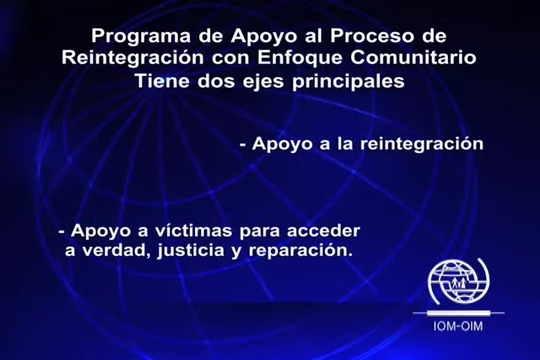 Programa de Apoyo al Proceso de
Reintegración con Enfoque Comunitario
Tiene dos ejes principales
- Apoyo a la reintegración
- Apoyo a víctimas para acceder
a verdad, justicia y reparación.
IOM-OIM